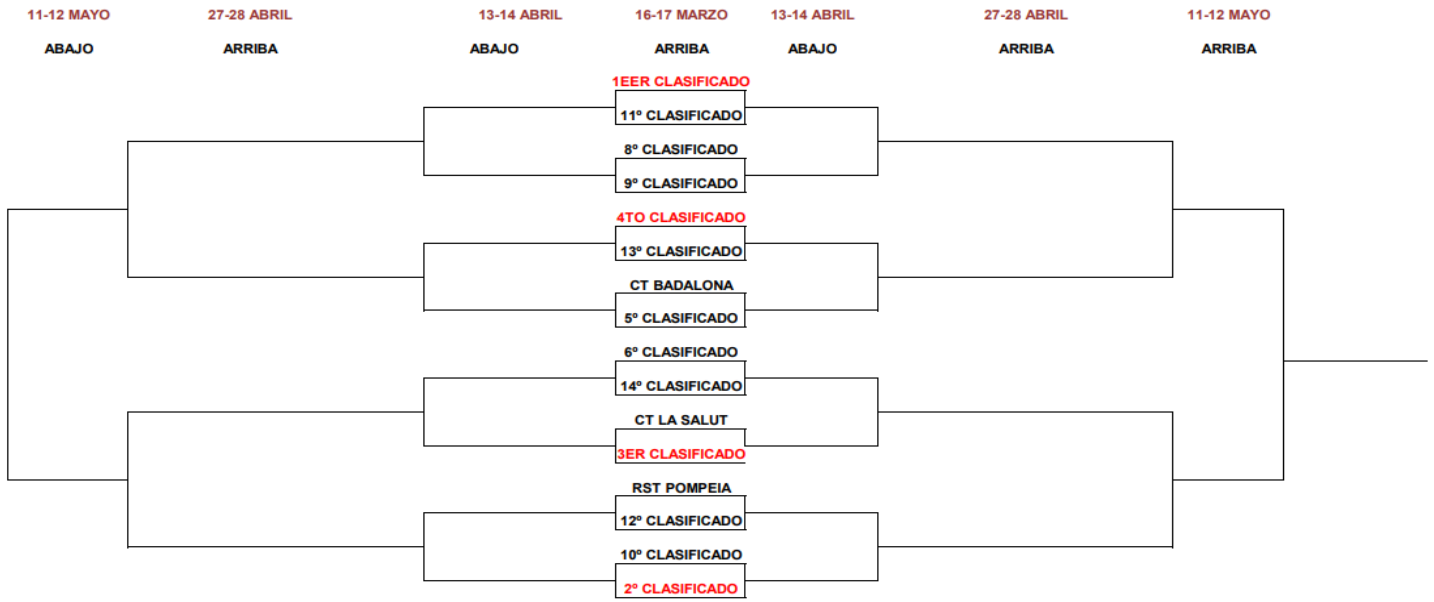 11-12 MAYO 27-28 ABRIL 13-14 ABRIL 16-17 MARZO 13-14 ABRIL 27-28 ABRIL 11-12 MAYO
ABAJO ARRIBA ABAJO ARRIBA ABAJO ARRIBA ARRIBA
1EER CLASIFICADO
11º CLASIFICADO
8º CLASIFICADO
9º CLASIFICADO
4TO CLASIFICADO
13º CLASIFICADO
CT BADALONA
5º CLASIFICADO
6º CLASIFICADO
14º CLASIFICADO
CT LA SALUT
3ER CLASIFICADO
RST POMPEIA
12º CLASIFICADO
10º CLASIFICADO
2º CLASIFICADO